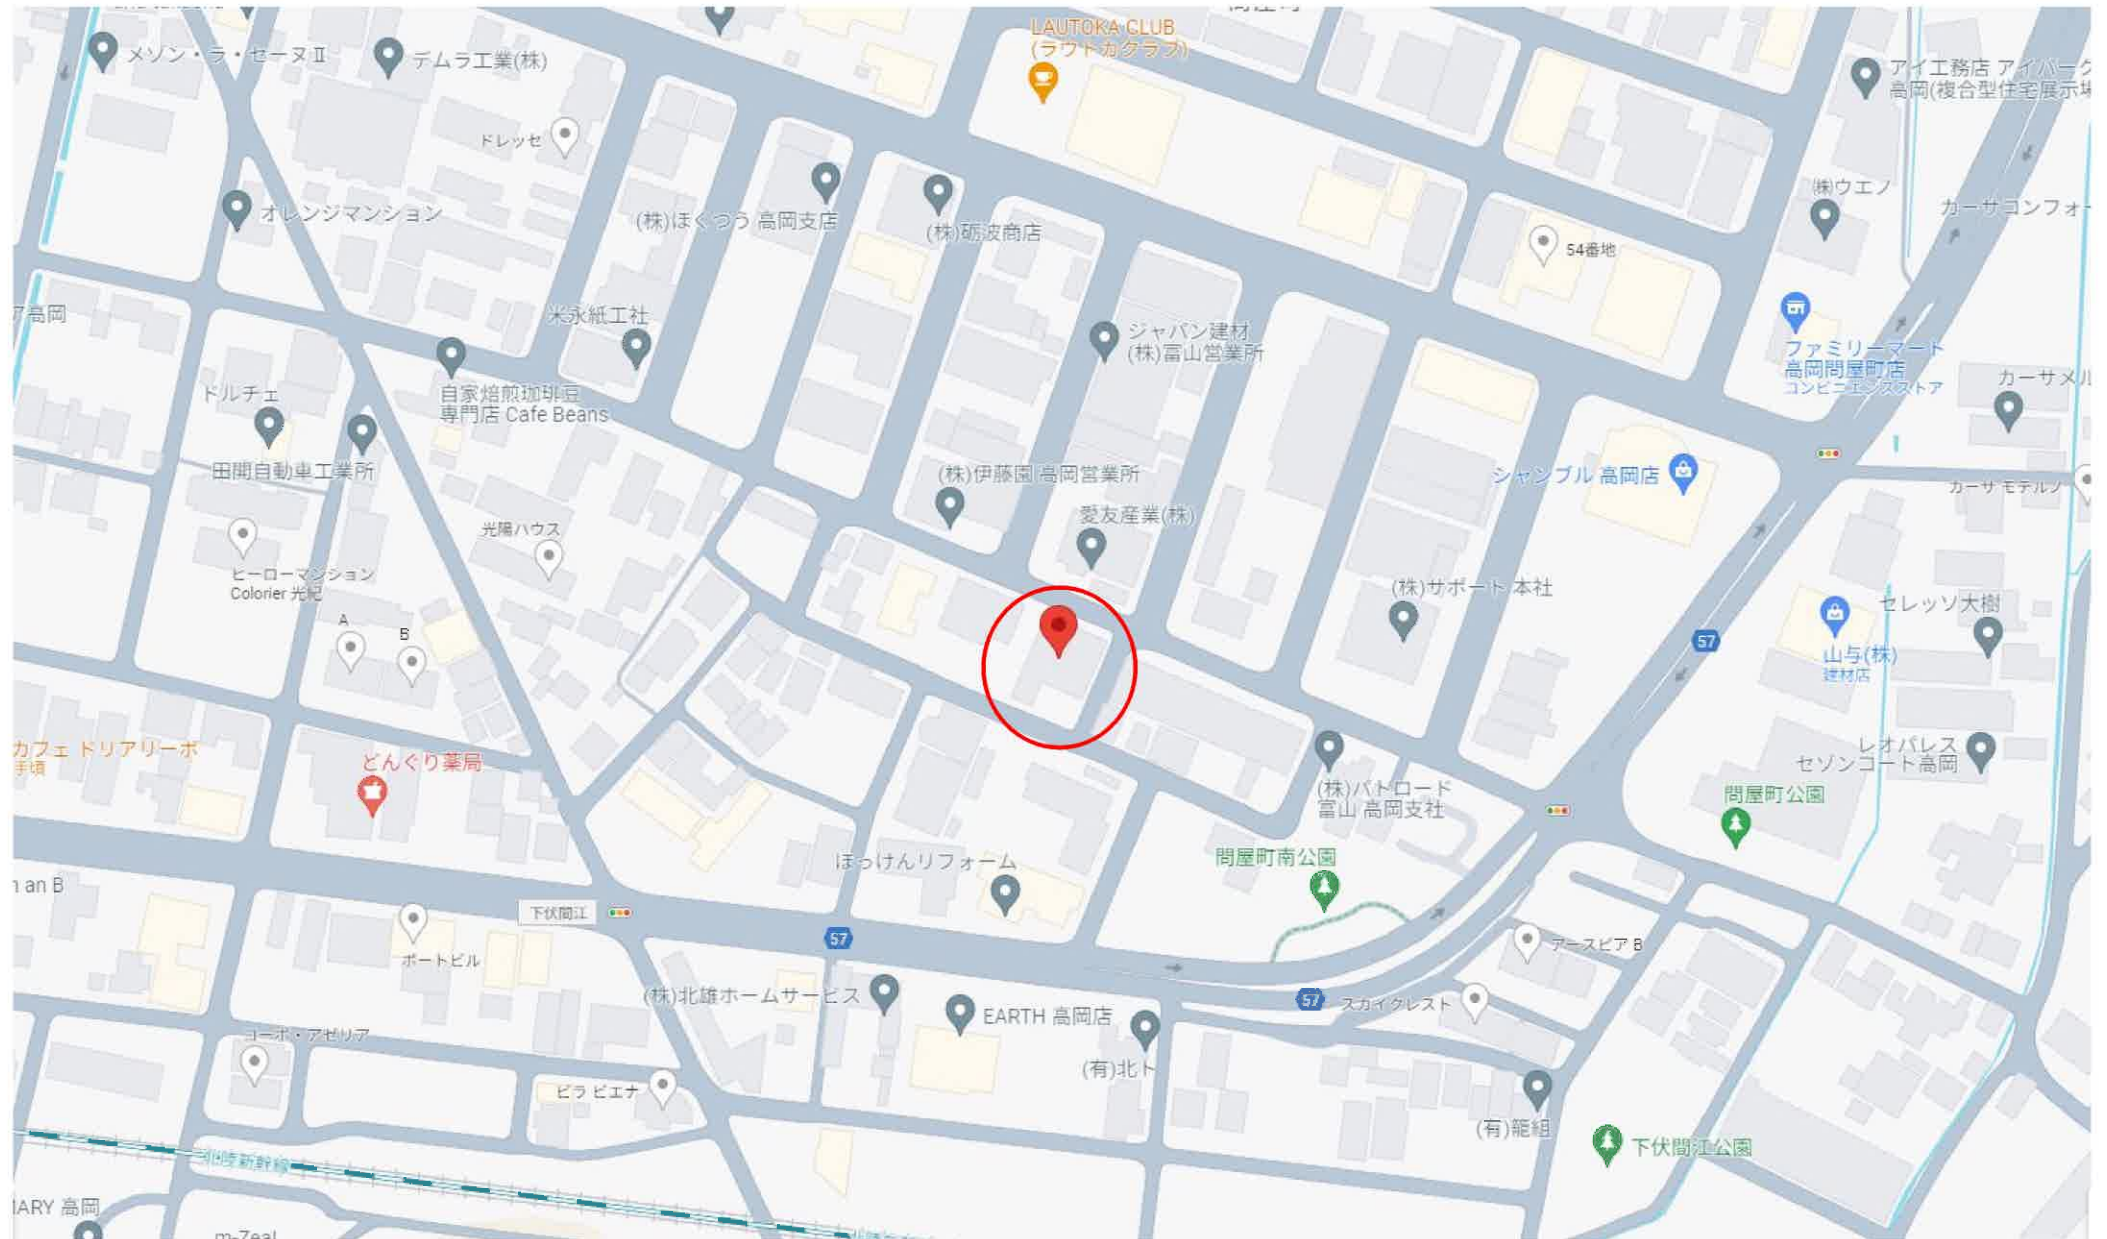 LAUTOKA CLUB
(ラウトカクラブ)
メゾン・ラ・セーヌⅡ
デムラ工業(株)
アイ工務店 アイパーク
高岡(複合型住宅展示場
ドレッセ
㈱ウエノ
オレンジマンション
(株)ほくつう 高岡支店
(株)砺波商店
カーサコンフォー
54番地
ア高岡
米永紙工社
ジャパン建材
(株)富山営業所
ファミリーマート
高岡問屋町店
コンビニエンスストア
カーサメル
ドルチェ
自家焙煎珈琲豆
専門店 Cafe Beans
田開自動車工業所
(株)伊藤園 高岡営業所
シャンブル 高岡店
カーサ モデルノ
愛友産業(株)
光陽ハウス
ヒーローマンション
Colorier 光紀
(株)サポート 本社
セレッソ大樹
A
B
57
山与(株)
建材店
カフェ ドリアリーボ
手頃
どんぐり薬局
レオパレス
セゾンコート高岡
(株)パトロード
富山 高岡支社
問屋町公園
ほっけんリフォーム
問屋町南公園
n an B
下伏間江
57
ポートビル
アースピア B
(株)北雄ホームサービス
57
スカイクレスト
EARTH 高岡店
コーポ・アゼリア
(有)北ト
ビラ ビエナ
(有)籠組
下伏間江公園
北陸新幹線
MARY 高岡
m-Zeal